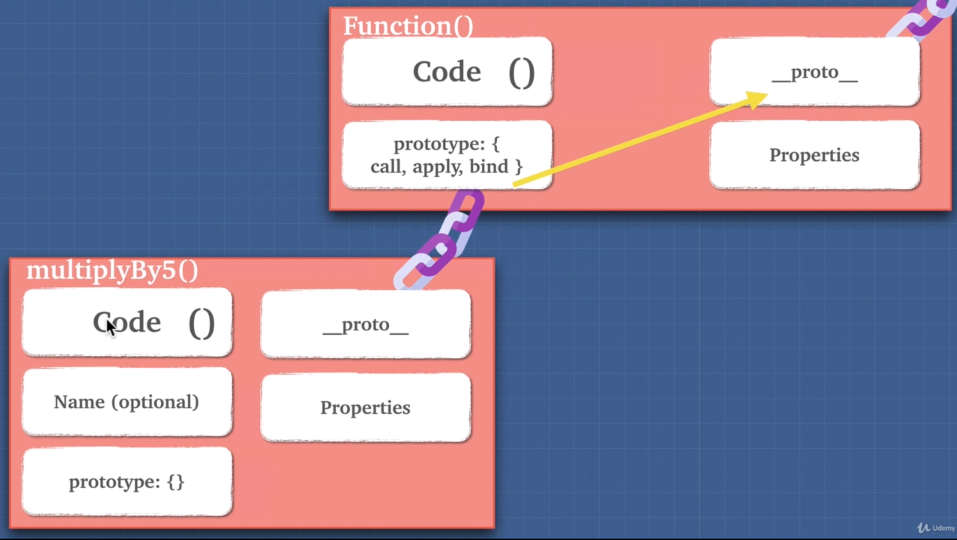 Function()
Code ()
__proto__
prototype: {
call, apply, bind }
Properties
multiplyBy5()
Code ()
__proto__
Name (optional)
Properties
prototype: {}
Udemy